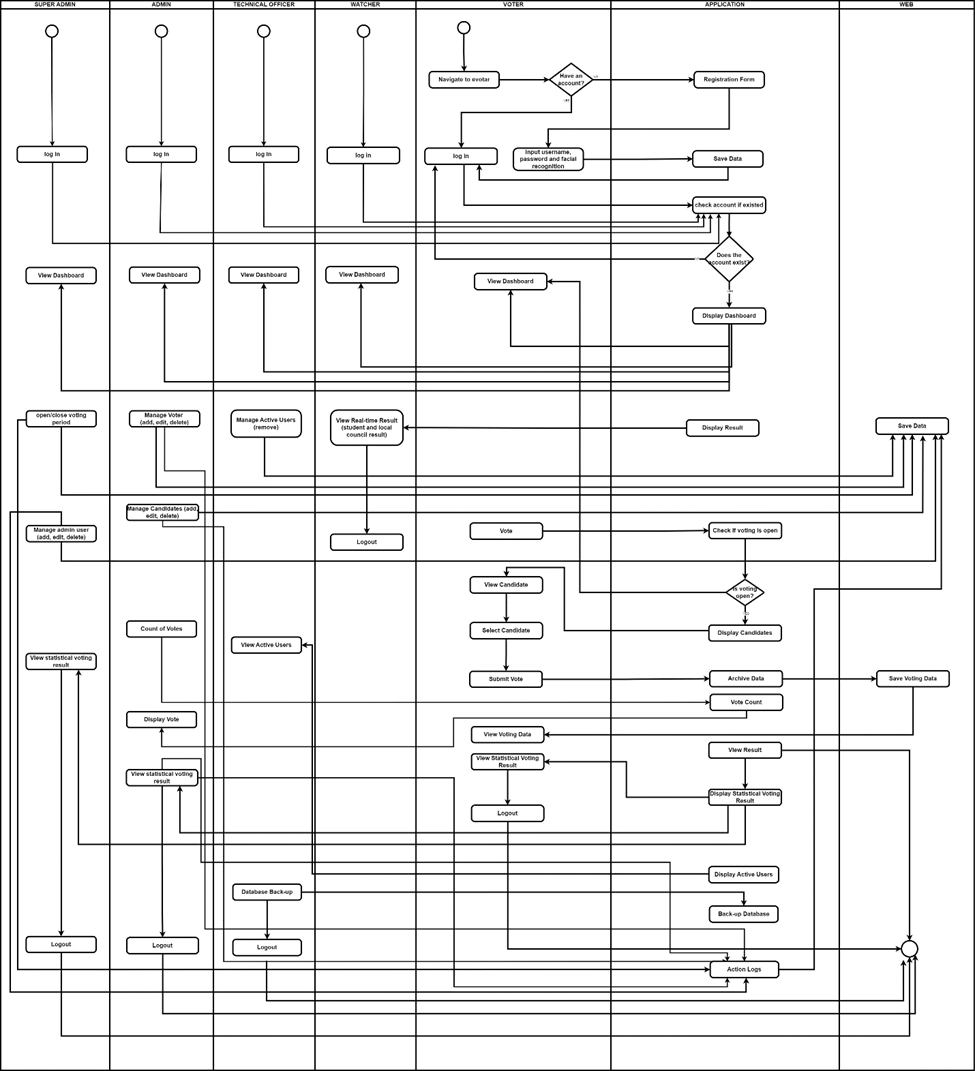 SUPER ADMIN
ADMIN
TECHNICAL OFFICER
WATCHER
VOTER
APPLICATION
WEB
Navigate to evotar
Have an
account?
Registration Form
log in
log in
log in
log in
log in
Input username,
password and facial
recognition
Save Data
check account if existed
Does the
account exist?
View Dashboard
View Dashboard
View Dashboard
View Dashboard
View Dashboard
Display Dashboard
open/close voting
period
Manage Voter
(add, edit, delete)
Manage Active Users
(remove)
View Real-time Result
(student and local
council result)
Display Result
Save Data
Manage Candidates (add,
edit, delete)
Manage admin user
(add, edit, delete)
Logout
Vote
Check if voting is open
View Candidate
is voting
open?
Count of Votes
Select Candidate
Display Candidates
View Active Users
View statistical voting
result
Submit Vote
Archive Data
Save Voting Data
Vote Count
Display Vote
View Voting Data
View Result
View Statistical Voting
Result
View statistical voting
result
Display Statistical Voting
Result
Logout
Display Active Users
Database Back-up
Back-up Database
Logout
Logout
Logout
Action Logs